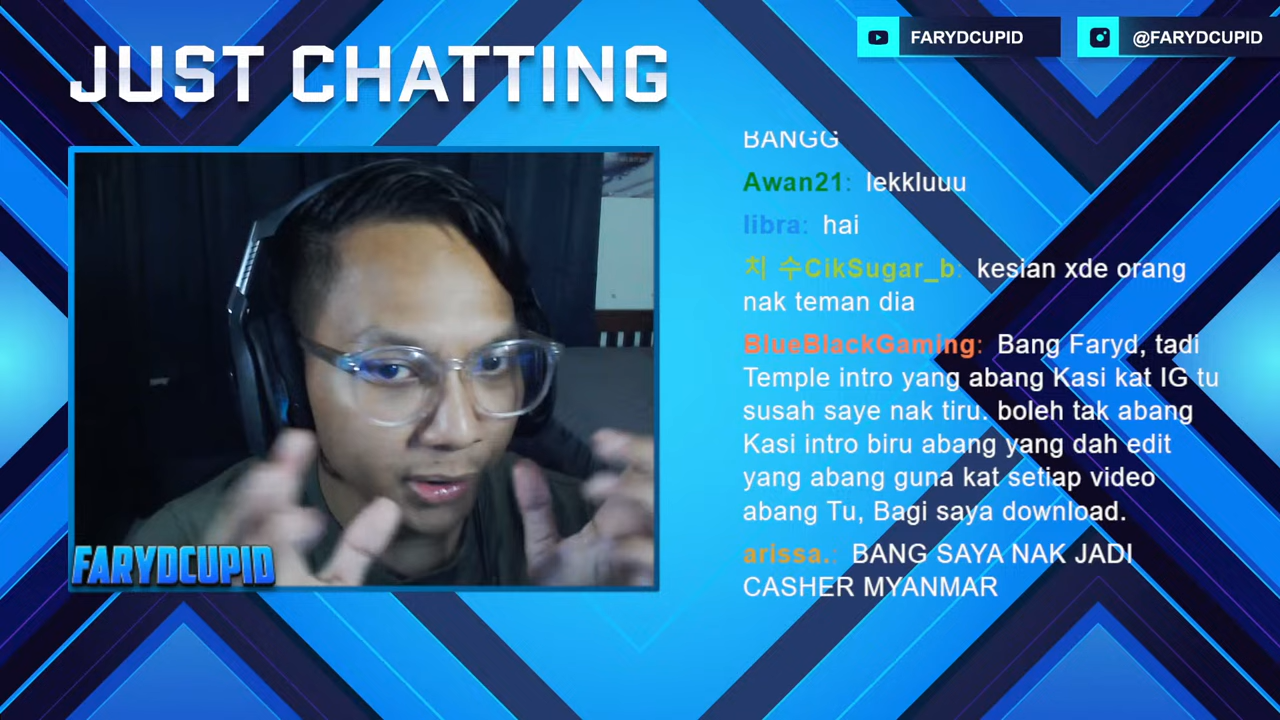 JUST CHATTING
FARYDCUPID
@FARYDCUPID
BANGG
Awan21: lekkluuu
libra: hai
치 수CikSugar_b: kesian xde orang
nak teman dia
BlueBlackGaming: Bang Faryd, tadi
Temple intro yang abang Kasi kat IG tu
susah saye nak tiru. boleh tak abang
Kasi intro biru abang yang dah edit
yang abang guna kat setiap video
abang Tu, Bagi saya download.
arissa.: BANG SAYA NAK JADI
CASHER MYANMAR
FARYDCUPID